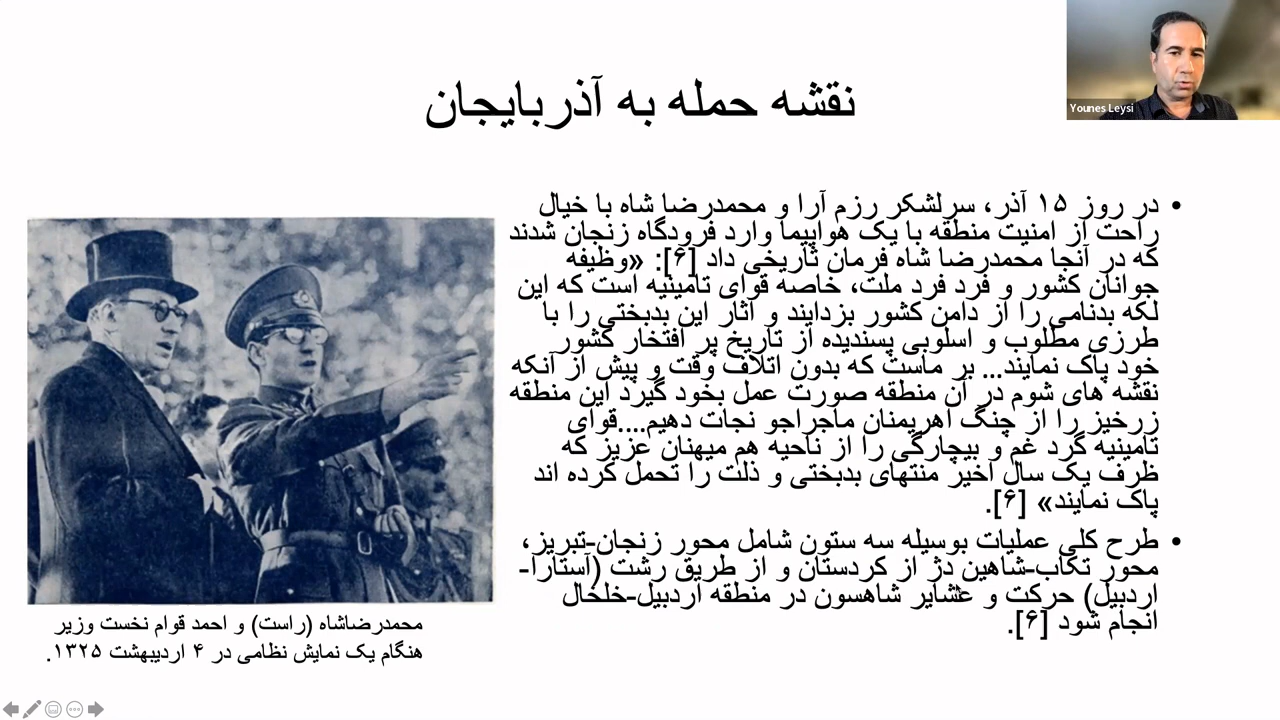 نقشه حمله به آذربایجان
Younes Leysi
• در روز ۱۵ آذر، سرلشکر رزم آرا و محمدرضا شاه با خیال
راحت از امنیت منطقه با یک هواپیما وارد فرودگاه زنجان شدند
که در آنجا محمدرضا شاه فرمان تاریخی داد [۶]: «وظیفه
جوانان کشور و فرد فرد ملت، خاصه قوای تامینیه است که این
لکه بدنامی را از دامن کشور بزدایند و اثار این بدبختی را با
طرزی مطلوب و اسلوبی پسندیده از تاریخ پر افتخار کشور
خود پاک نمایند... بر ماست که بدون اتلاف وقت و پیش از آنکه
نقشه های شوم در آن منطقه صورت عمل بخود گیرد این منطقه
زرخیز را از چنگ اهریمنان ماجراجو نجات دهیم....قوای
تامینیه گرد غم و بیچارگی را از ناحیه هم میهنان عزیز که
ظرف یک سال اخیر منتهای بدبختی و ذلت را تحمل کرده اند
پاک نمایند» [۶].
• طرح کلی عملیات بوسیله سه ستون شامل محور زنجان-تبریز،
محور تکاب-شاهین دژ از کردستان و از طریق رشت (آستارا-
اردبیل) حرکت و عشایر شاهسون در منطقه اردبیل-خلخال
انجام شود [۶].
محمدرضاشاه (راست) و احمد قوام نخست وزیر
هنگام یک نمایش نظامی در ۴ اردیبهشت ۱۳۲۵.